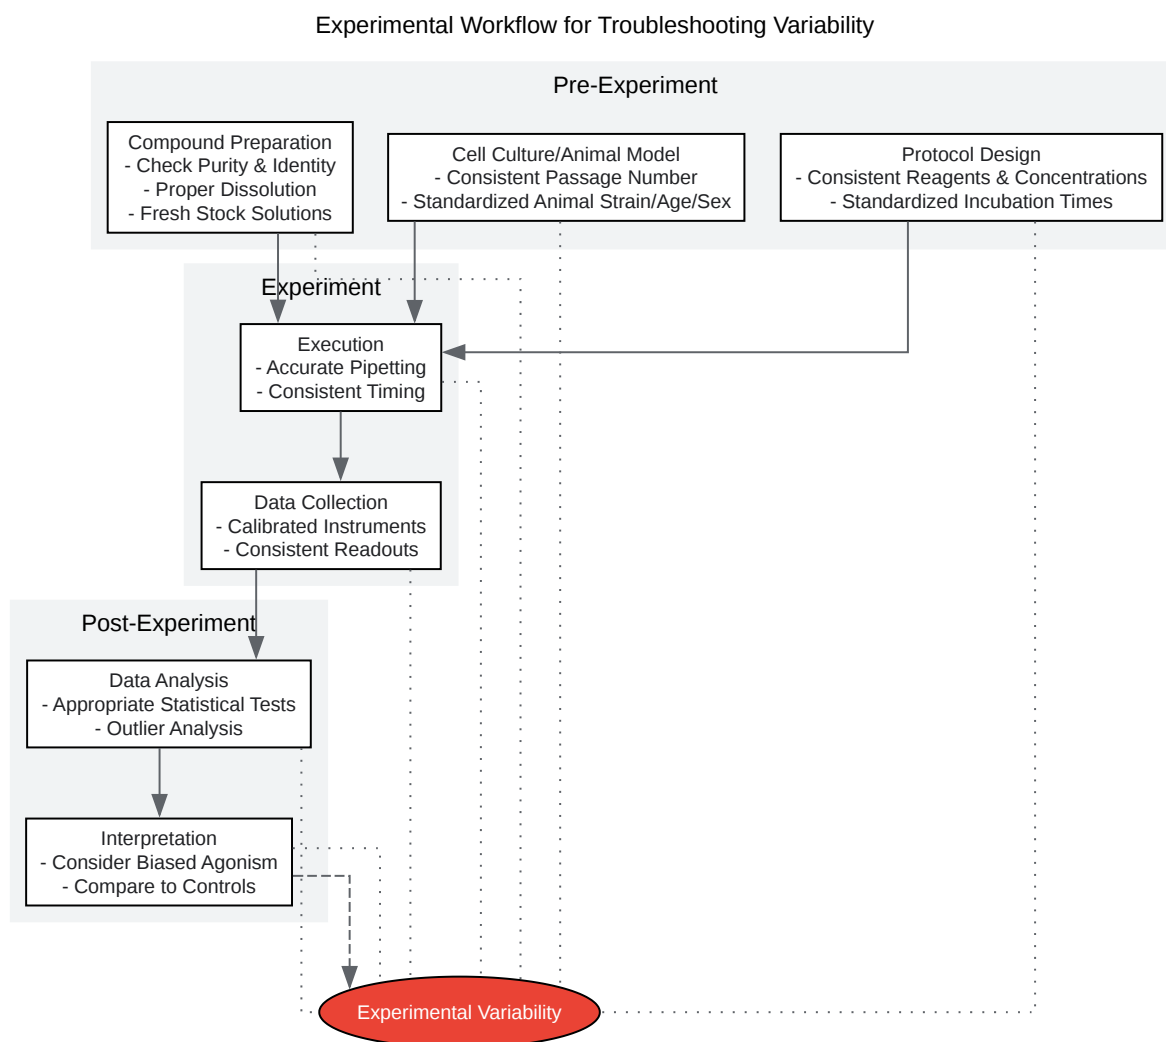 Experimental Workflow for Troubleshooting Variability
Pre-Experiment
Compound Preparation
- Check Purity & Identity
- Proper Dissolution
- Fresh Stock Solutions
Cell Culture/Animal Model
- Consistent Passage Number
- Standardized Animal Strain/Age/Sex
Protocol Design
- Consistent Reagents & Concentrations
- Standardized Incubation Times
Experiment
Execution
- Accurate Pipetting
- Consistent Timing
Data Collection
- Calibrated Instruments
- Consistent Readouts
Post-Experiment
Data Analysis
- Appropriate Statistical Tests
- Outlier Analysis
Interpretation
- Consider Biased Agonism
- Compare to Controls
Experimental Variability